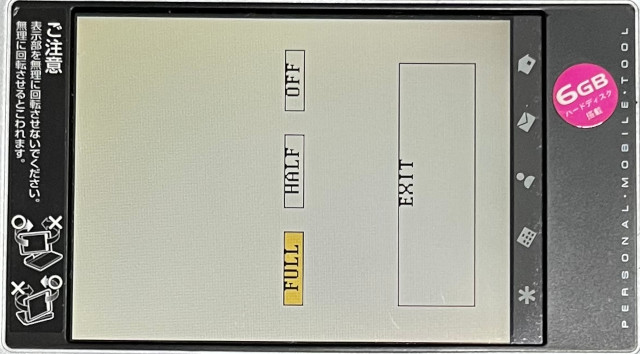 ご注意
表示部を無理に回転させないでください。
無理に回転させるとこわれます。
OFF
HALF
FULL
EXIT
6GB
ハードディスク
搭載
PERSONAL・MOBILE・TOOL